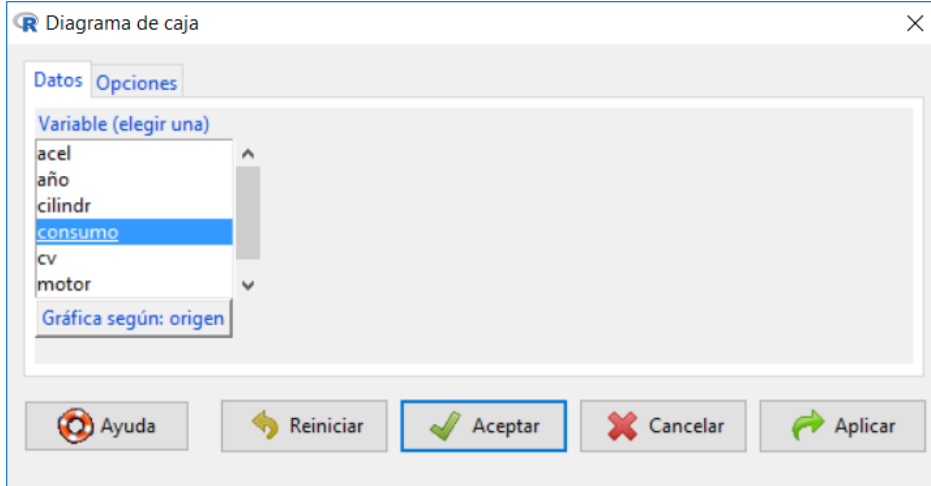 Diagrama de caja
Datos Opciones
Variable (elegir una)
acel
año
cilindr
consumo
cv
motor
Gráfica según: origen
Ayuda Reiniciar Aceptar Cancelar Aplicar